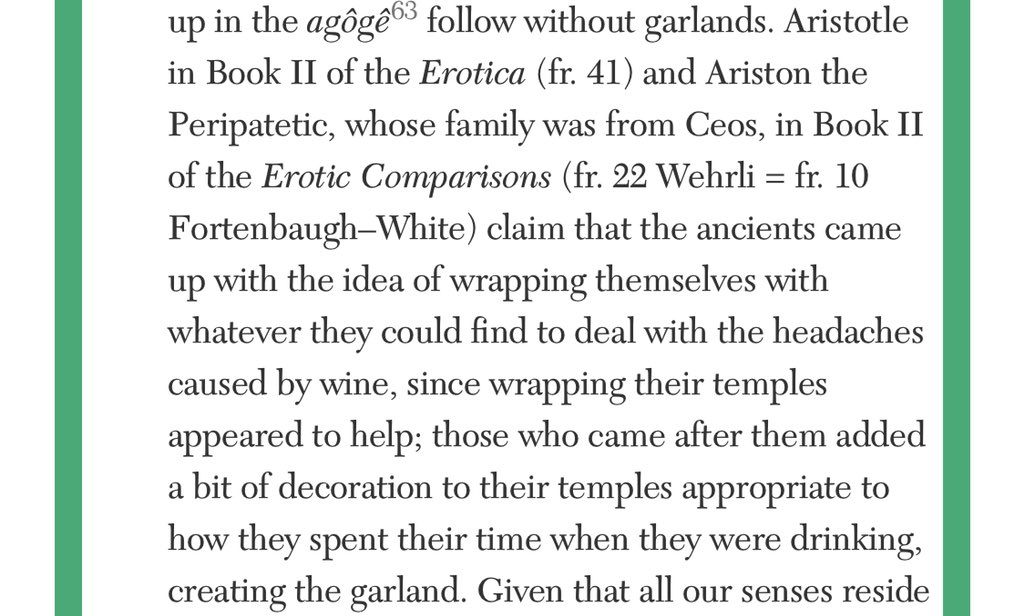 up in the agôgê63 follow without garlands. Aristotle
in Book II of the Erotica (fr. 41) and Ariston the
Peripatetic, whose family was from Ceos, in Book II
of the Erotic Comparisons (fr. 22 Wehrli = fr. 10
Fortenbaugh–White) claim that the ancients came
up with the idea of wrapping themselves with
whatever they could find to deal with the headaches
caused by wine, since wrapping their temples
appeared to help; those who came after them added
a bit of decoration to their temples appropriate to
how they spent their time when they were drinking,
creating the garland. Given that all our senses reside